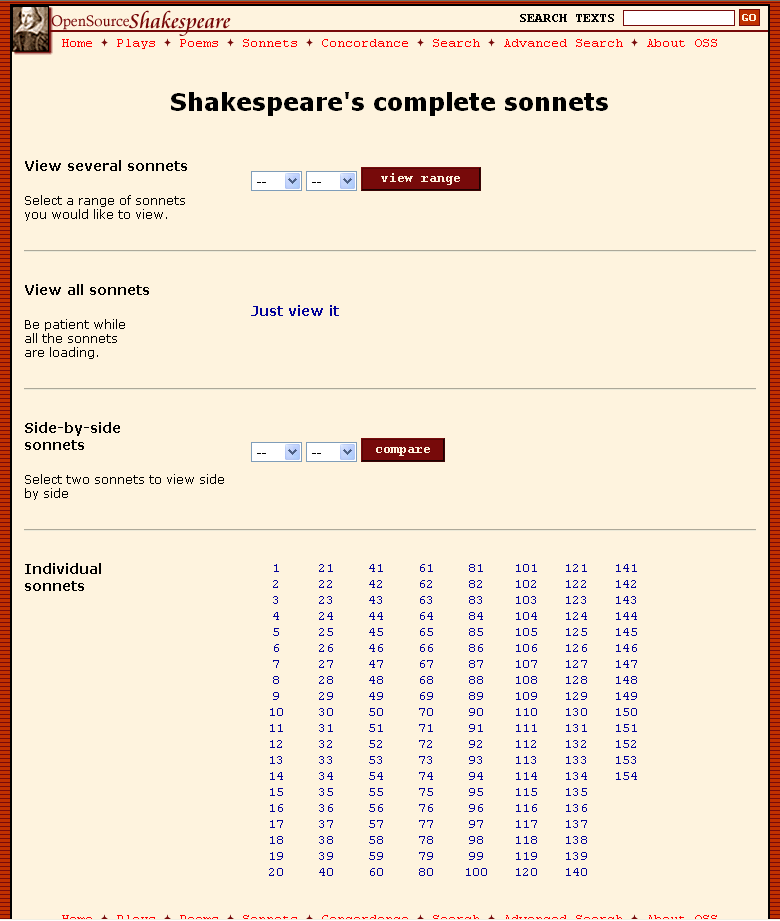 OpenSourceShakespeare SEARCH TEXTS GO
Home ✦ Plays ✦ Poems ✦ Sonnets ✦ Concordance ✦ Search ✦ Advanced Search ✦ About OSS
Shakespeare's complete sonnets
View several sonnets
-- -- view range
Select a range of sonnets
you would like to view.
View all sonnets
Just view it
Be patient while
all the sonnets
are loading.
Side-by-side
sonnets
-- -- compare
Select two sonnets to view side
by side
Individual
sonnets
1 21 41 61 81 101 121 141
2 22 42 62 82 102 122 142
3 23 43 63 83 103 123 143
4 24 44 64 84 104 124 144
5 25 45 65 85 105 125 145
6 26 46 66 86 106 126 146
7 27 47 67 87 107 127 147
8 28 48 68 88 108 128 148
9 29 49 69 89 109 129 149
10 30 50 70 90 110 130 150
11 31 51 71 91 111 131 151
12 32 52 72 92 112 132 152
13 33 53 73 93 113 133 153
14 34 54 74 94 114 134 154
15 35 55 75 95 115 135
16 36 56 76 96 116 136
17 37 57 77 97 117 137
18 38 58 78 98 118 138
19 39 59 79 99 119 139
20 40 60 80 100 120 140
Home ✦ Plays ✦ Poems ✦ Sonnets ✦ Concordance ✦ Search ✦ Advanced Search ✦ About OSS